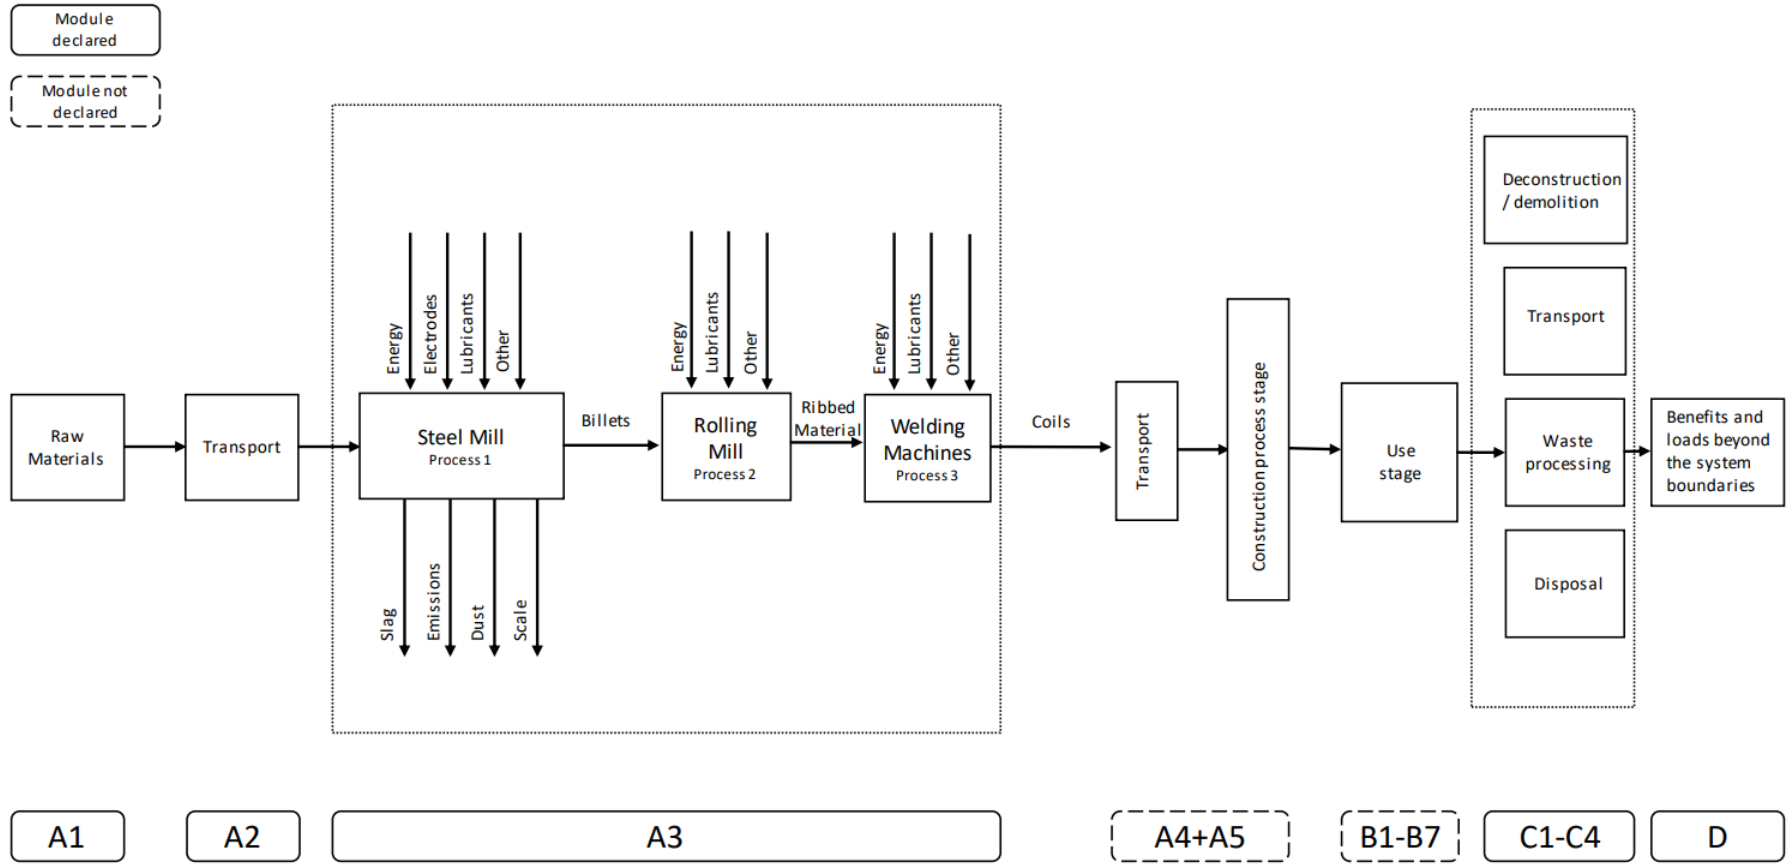 Module
declared
Module not
declared
Energy
Electrodes
Lubricants
Other
Energy
Lubricants
Other
Energy
Lubricants
Other
Raw
Materials
Transport
Steel Mill
Process 1
Billets
Rolling
Mill
Process 2
Ribbed
Material
Welding
Machines
Process 3
Coils
Transport
Construction process stage
Use
stage
Deconstruction
/ demolition
Transport
Waste
processing
Disposal
Benefits and
loads beyond
the system
boundaries
Slag
Emissions
Dust
Scale
A1
A2
A3
A4+A5
B1-B7
C1-C4
D